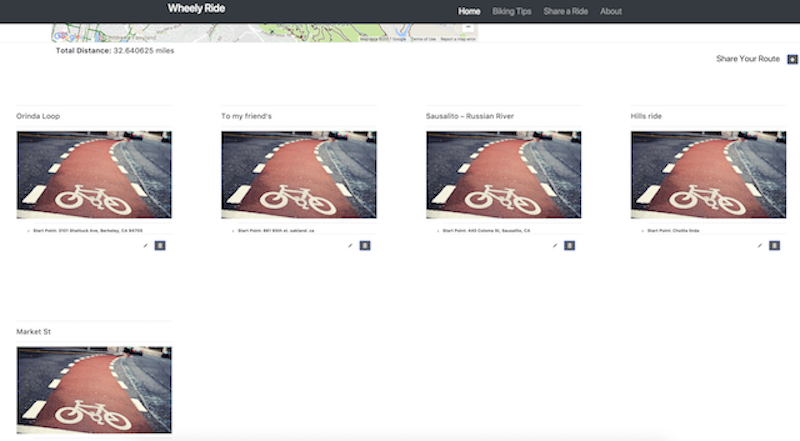 Wheely Ride
Home Biking Tips Share a Ride About
Google
Map data ©2017 Google Terms of Use Report a map error
Total Distance: 32.640625 miles
Share Your Route
Orinda Loop
To my friend's
Sausalito - Russian River
Hills ride
Start Point: 3101 Shattuck Ave, Berkeley, CA 94705
Start Point: 661 60th st. oakland. ca
Start Point: 440 Coloma St, Sausalito, CA
Start Point: Cholita linda
Market St